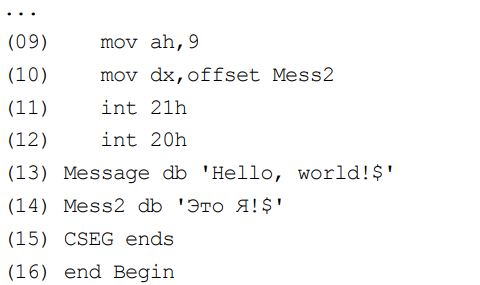 ...
(09)    mov ah,9
(10)    mov dx,offset Mess2
(11)    int 21h
(12)    int 20h
(13) Message db 'Hello, world!$'
(14) Mess2 db 'Это Я!$'
(15) CSEG ends
(16) end Begin